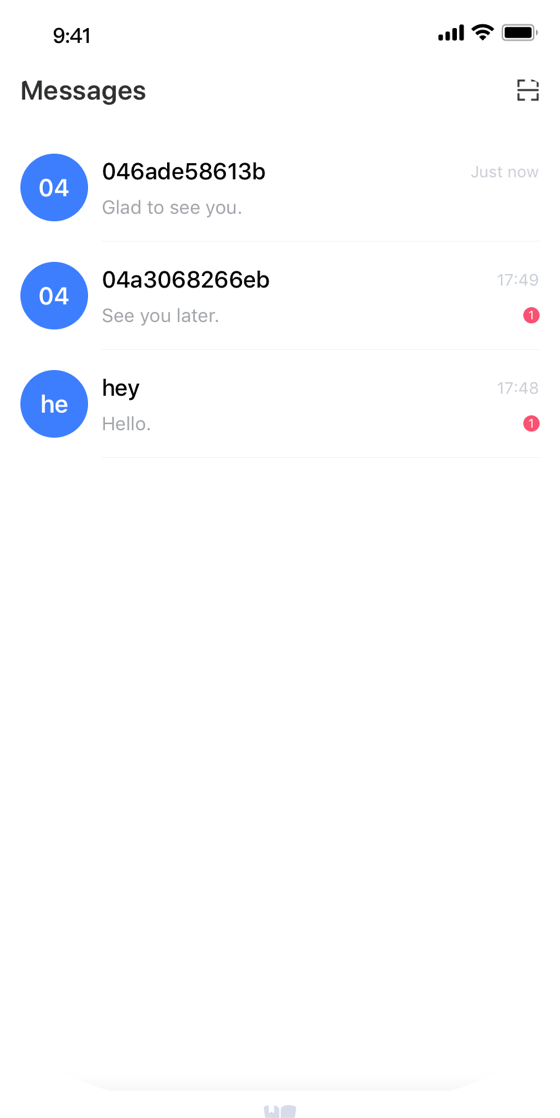 9:41
Messages
04
046ade58613b
Just now
Glad to see you.
04
04a3068266eb
17:49
See you later.
1
he
hey
17:48
Hello.
1